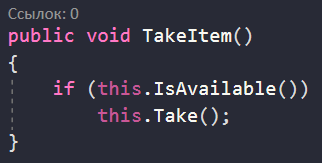 Ссылок: 0
public void TakeItem()
{
    if (this.IsAvailable())
        this.Take();
}